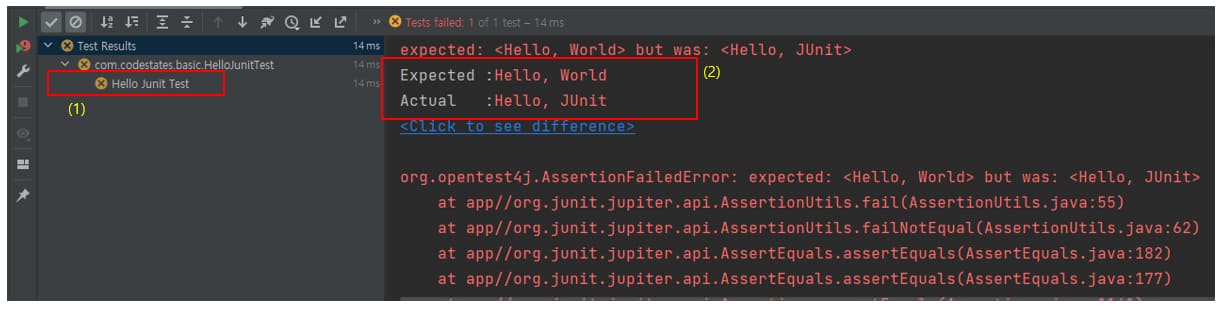 Tests failed: 1 of 1 test – 14 ms
Test Results 14 ms
com.codestates.basic.HelloJunitTest 14 ms
Hello Junit Test 14 ms
(1)
expected: <Hello, World> but was: <Hello, JUnit>
Expected :Hello, World
Actual :Hello, JUnit
(2)
<Click to see difference>
org.opentest4j.AssertionFailedError: expected: <Hello, World> but was: <Hello, JUnit>
at app//org.junit.jupiter.api.AssertionUtils.fail(AssertionUtils.java:55)
at app//org.junit.jupiter.api.AssertionUtils.failNotEqual(AssertionUtils.java:62)
at app//org.junit.jupiter.api.AssertEquals.assertEquals(AssertEquals.java:182)
at app//org.junit.jupiter.api.AssertEquals.assertEquals(AssertEquals.java:177)